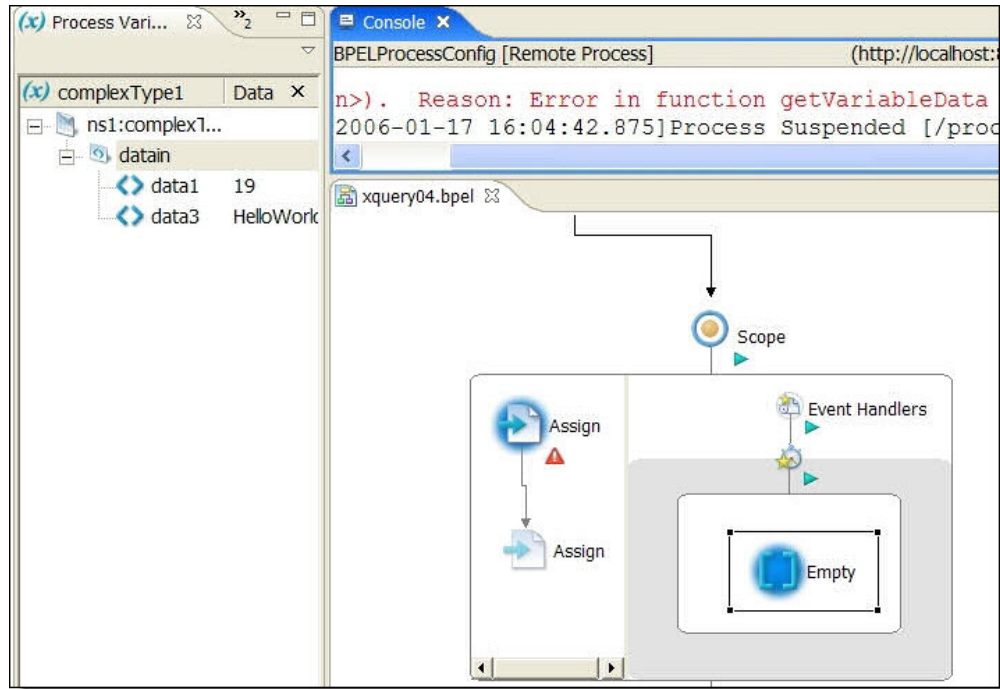 (x) Process Vari...
»2
(x) complexType1 Data
ns1:complexT...
datain
data1 19
data3 HelloWorld
Console
BPELProcessConfig [Remote Process] (http://localhost:8
n>). Reason: Error in function getVariableData
2006-01-17 16:04:42.875]Process Suspended [/proc
xquery04.bpel
Scope
Assign
Event Handlers
Assign
Empty